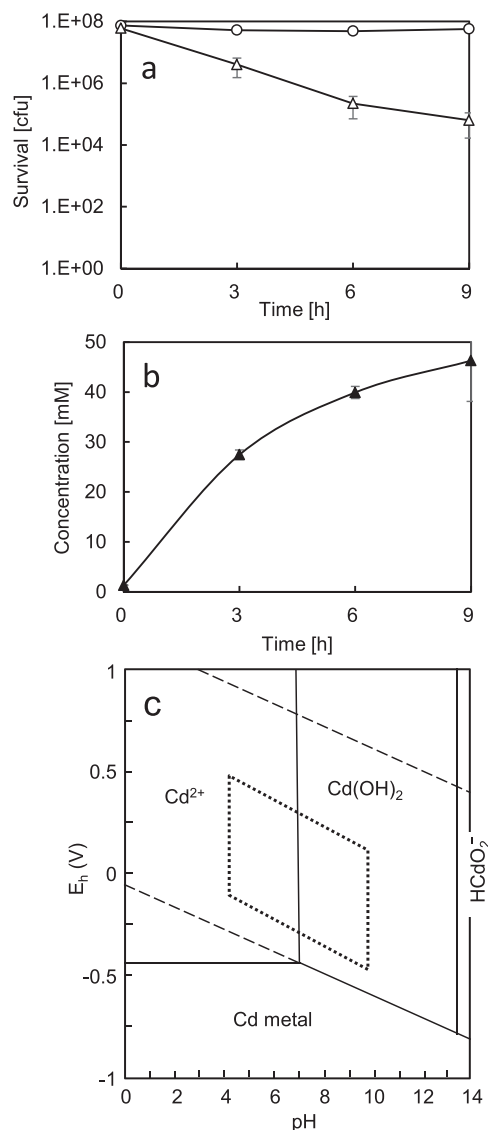 1.E+08
1.E+06
1.E+04
1.E+02
1.E+00
Survival [cfu]
a
0 3 6 9
Time [h]
50
40
30
20
10
0
Concentration [mM]
b
0 3 6 9
Time [h]
1
0.5
0
-0.5
-1
Eₕ (V)
c
Cd²⁺
Cd(OH)₂
HCdO₂⁻
Cd metal
0 2 4 6 8 10 12 14
pH